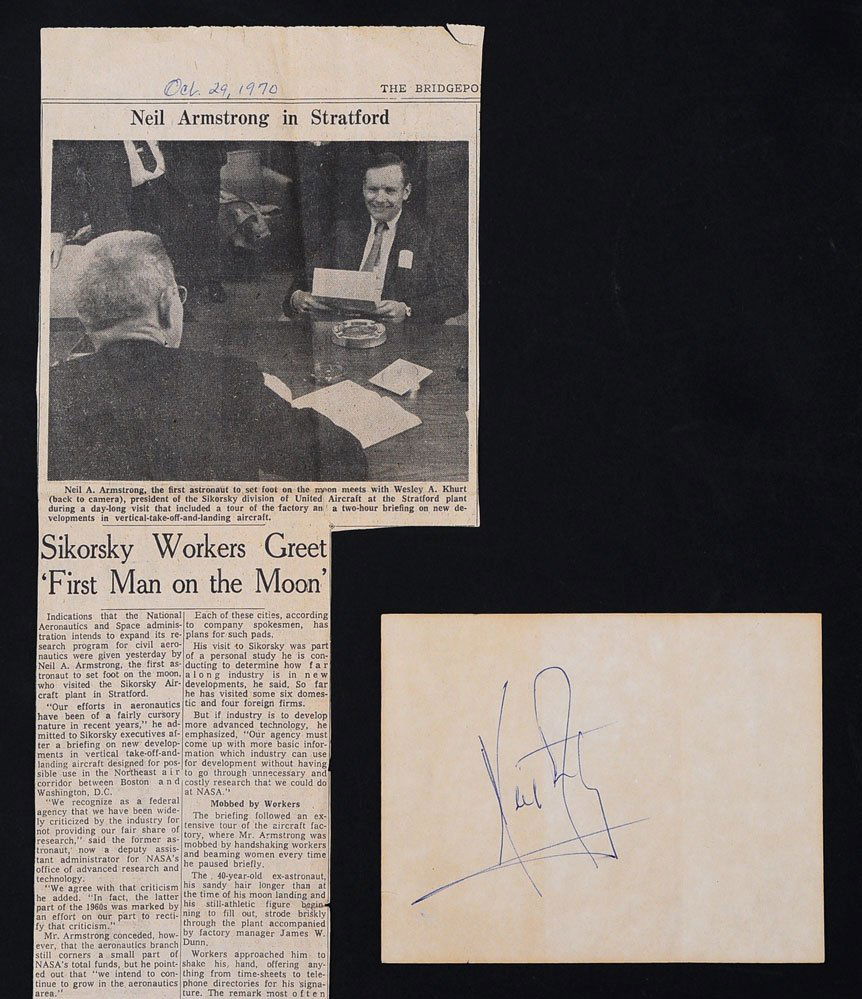 Oct. 29, 1970
THE BRIDGEPO
Neil Armstrong in Stratford
Neil A. Armstrong, the first astronaut to set foot on the moon meets with Wesley A. Khurt
(back to camera), president of the Sikorsky division of United Aircraft at the Stratford plant
during a day-long visit that included a tour of the factory an a two-hour briefing on new de-
velopments in vertical-take-off-and-landing aircraft.
Sikorsky Workers Greet
'First Man on the Moon'
Indications that the National
Aeronautics and Space adminis-
tration intends to expand its re-
search program for civil aero-
nautics were given yesterday by
Neil A. Armstrong, the first as-
tronaut to set foot on the moon,
who visited the Sikorsky Air-
craft plant in Stratford.
"Our efforts in aeronautics
have been of a fairly cursory
nature in recent years," he ad-
mitted to Sikorsky executives af-
ter a briefing on new develop-
ments in vertical take-off-and-
landing aircraft designed for pos-
sible use in the Northeast air
corridor between Boston and
Washington, D.C.
"We recognize as a federal
agency that we have been wide-
ly criticized by the industry for
not providing our fair share of
research," said the former as-
tronaut, now a deputy assis-
tant administrator for NASA's
office of advanced research and
technology.
"We agree with that criticism
he added. "In fact, the latter
part of the 1960s was marked by
an effort on our part to recti-
fy that criticism."
Mr. Armstrong conceded, how-
ever, that the aeronautics branch
still corners a small part of
NASA's total funds, but he point-
ed out that "we intend to con-
tinue to grow in the aeronautics
area."
Each of these cities, according
to company spokesmen, has
plans for such pads.
His visit to Sikorsky was part
of a personal study he is con-
ducting to determine how far
along industry is in new
developments, he said. So far
he has visited some six domes-
tic and four foreign firms.
But if industry is to develop
more advanced technology, he
emphasized, "Our agency must
come up with more basic infor-
mation which industry can use
for development without having
to go through unnecessary and
costly research that we could do
at NASA."
Mobbed by Workers
The briefing followed an ex-
tensive tour of the aircraft fac-
tory, where Mr. Armstrong was
mobbed by handshaking workers
and beaming women every time
he paused briefly.
The 40-year-old ex-astronaut,
his sandy hair longer than at
the time of his moon landing and
his still-athletic figure begin-
ning to fill out, strode briskly
through the plant accompanied
by factory manager James W.
Dunn.
Workers approached him to
shake his hand, offering any-
thing from time-sheets to tele-
phone directories for his signa-
ture. The remark most often
Neil